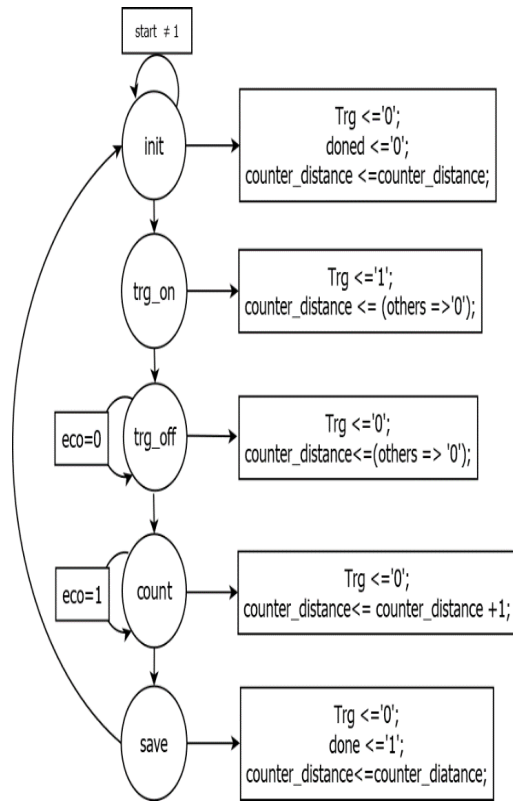 start ≠ 1
init
Trg <='0';
doned <='0';
counter_distance <=counter_distance;
trg_on
Trg <='1';
counter_distance <= (others =>'0');
eco=0
trg_off
Trg <='0';
counter_distance<=(others => '0');
eco=1
count
Trg <='0';
counter_distance<= counter_distance +1;
save
Trg <='0';
done <='1';
counter_distance<=counter_diatance;